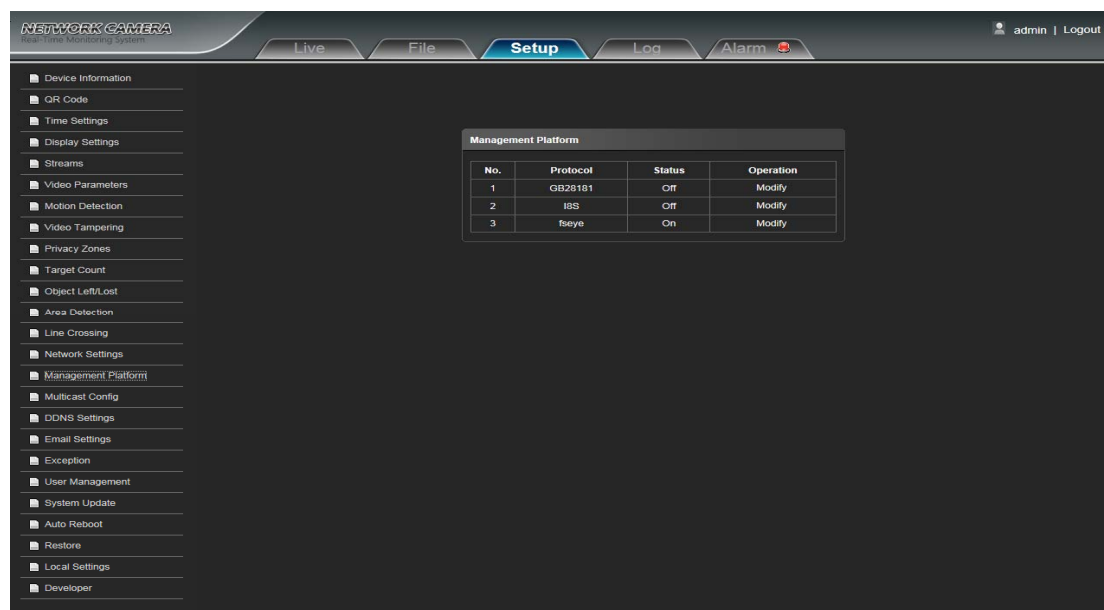 NETWORK CAMERA
Real-Time Monitoring System
admin | Logout
Live File Setup Log Alarm
Device Information
QR Code
Time Settings
Display Settings
Streams
Video Parameters
Motion Detection
Video Tampering
Privacy Zones
Target Count
Object Left/Lost
Area Detection
Line Crossing
Network Settings
Management Platform
Multicast Config
DDNS Settings
Email Settings
Exception
User Management
System Update
Auto Reboot
Restore
Local Settings
Developer
Management Platform
No. Protocol Status Operation
1 GB28181 Off Modify
2 I8S Off Modify
3 fseye On Modify